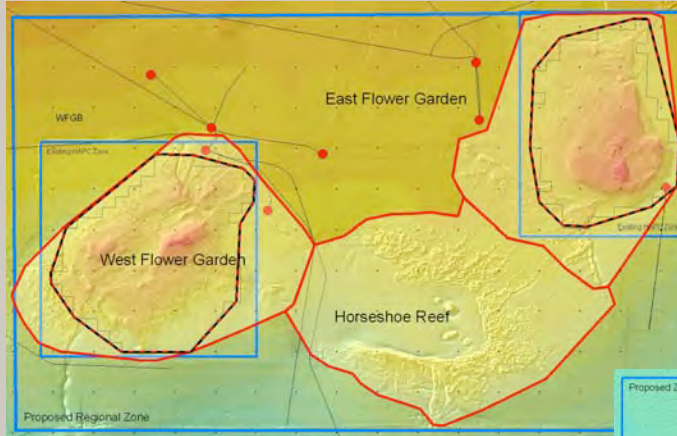 East Flower Garden
WFGB
Existing HAPC Zone
Existing HAPC Zone
West Flower Garden
Horseshoe Reef
Proposed Z
Proposed Regional Zone